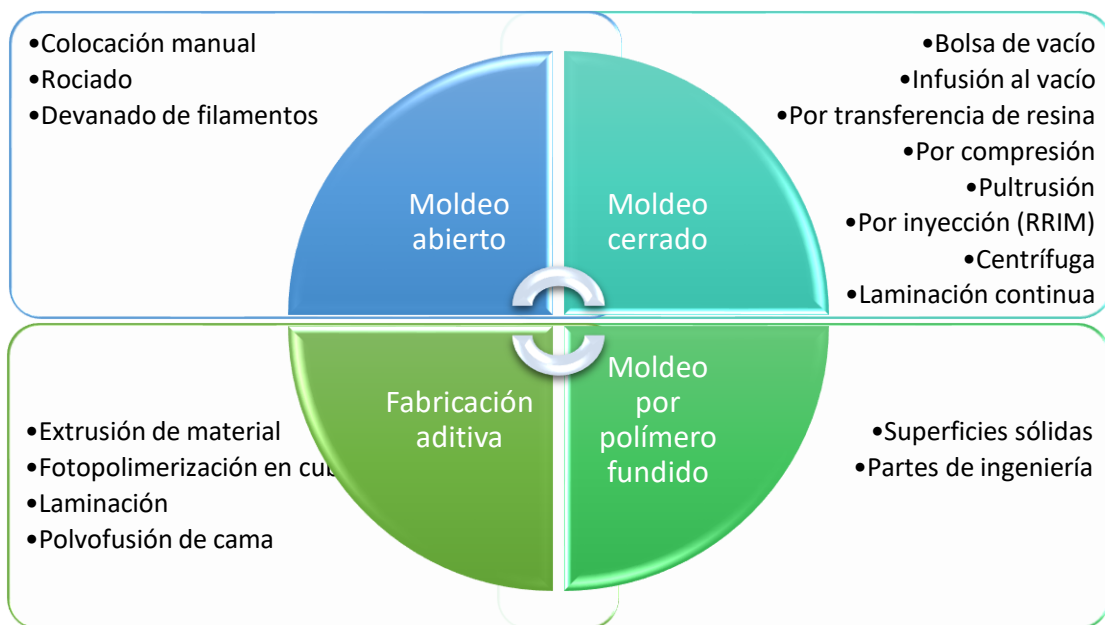 •Colocación manual
•Rociado
•Devanado de filamentos
Moldeo
abierto
•Bolsa de vacío
•Infusión al vacío
•Por transferencia de resina
•Por compresión
•Pultrusión
•Por inyección (RRIM)
•Centrífuga
•Laminación continua
Moldeo
cerrado
•Extrusión de material
•Fotopolimerización en
•Laminación
•Polvofusión de cama
Fabricación
aditiva
Moldeo
por
polímero
fundido
•Superficies sólidas
•Partes de ingeniería